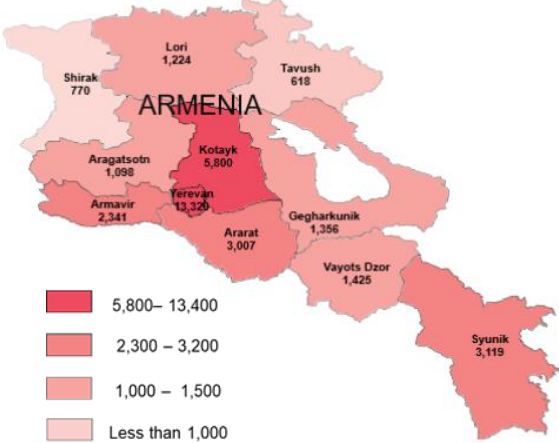 Lori
1,224
Shirak
770
Tavush
618
ARMENIA
Kotayk
5,800
Aragatsotn
1,098
Yerevan
13,320
Armavir
2,341
Gegharkunik
1,356
Ararat
3,007
Vayots Dzor
1,425
Syunik
3,119
5,800– 13,400
2,300 – 3,200
1,000 – 1,500
Less than 1,000